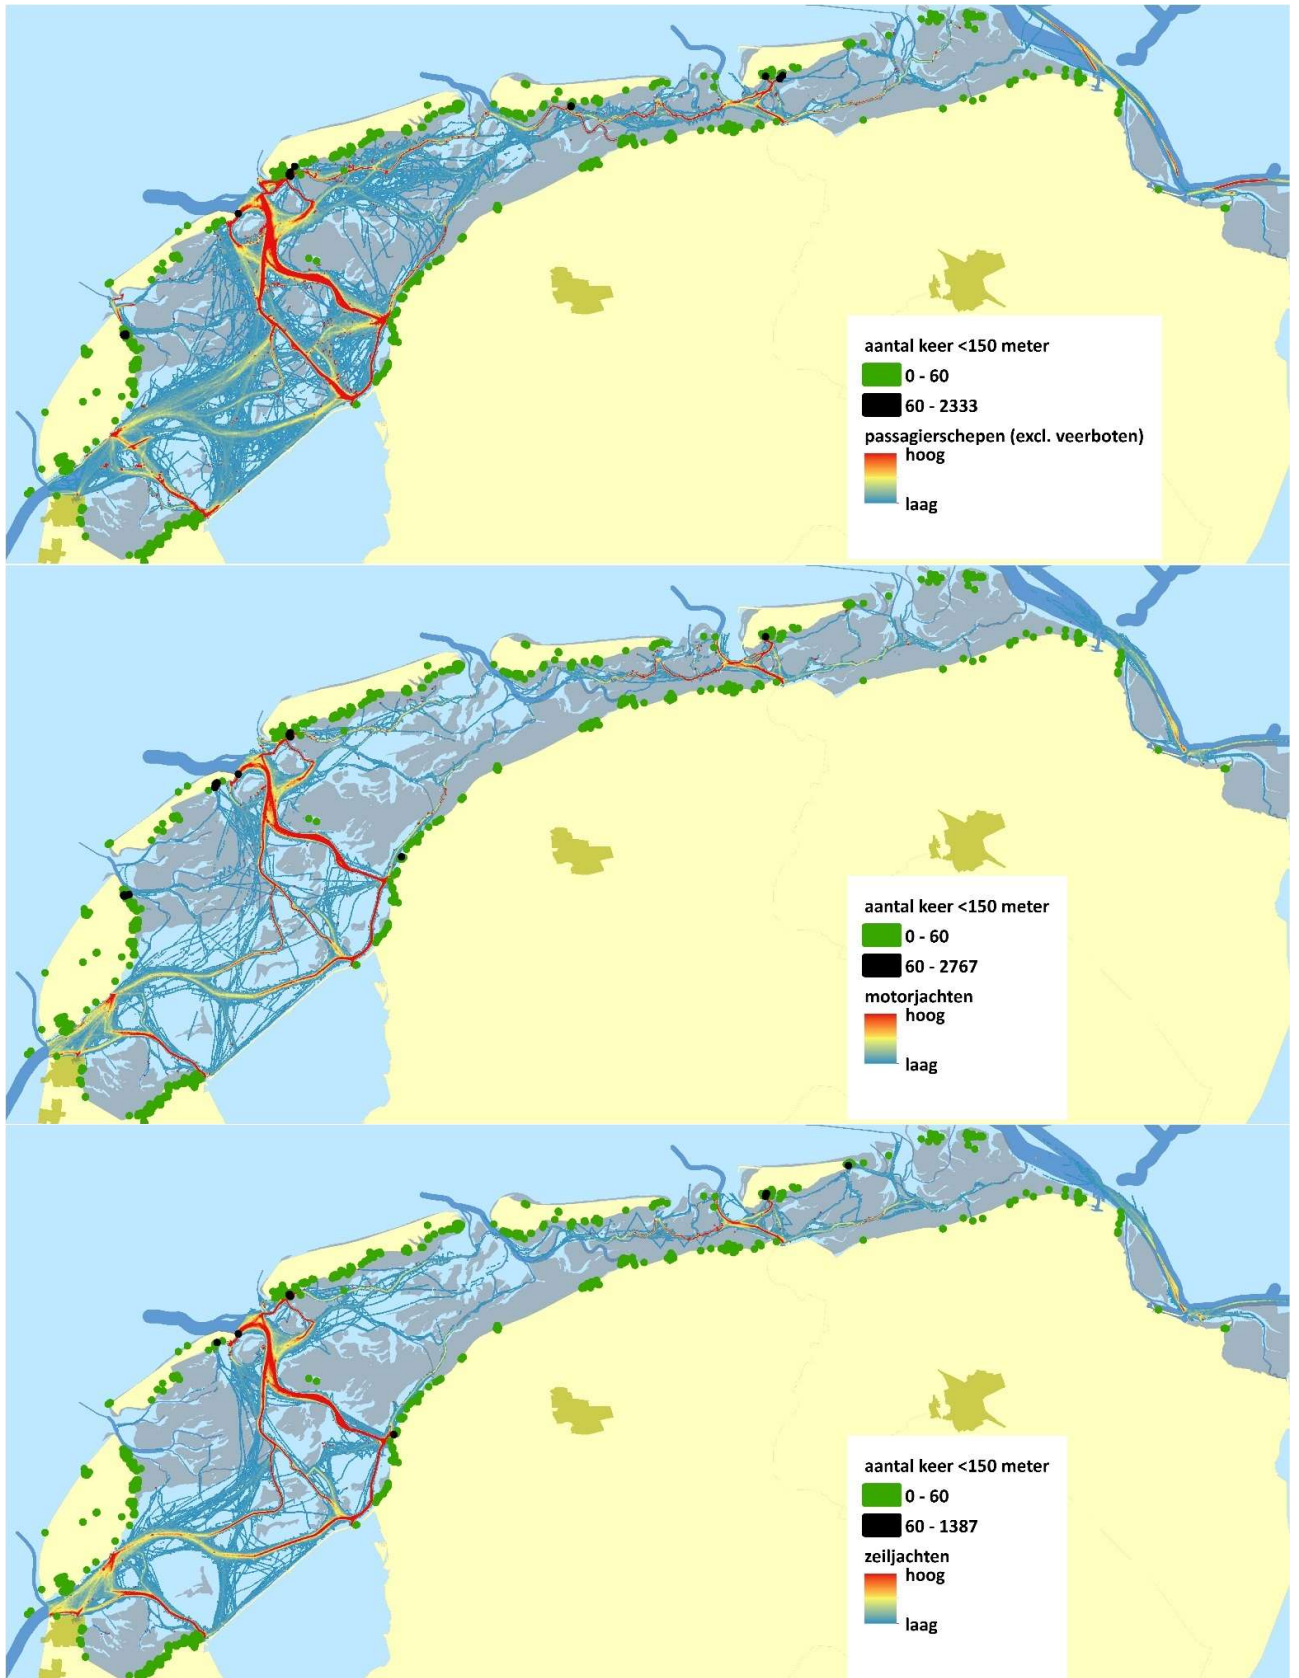 aantal keer <150 meter
0 - 60
60 - 2333
passagierschepen (excl. veerboten)
hoog
laag
aantal keer <150 meter
0 - 60
60 - 2767
motorjachten
hoog
laag
aantal keer <150 meter
0 - 60
60 - 1387
zeiljachten
hoog
laag